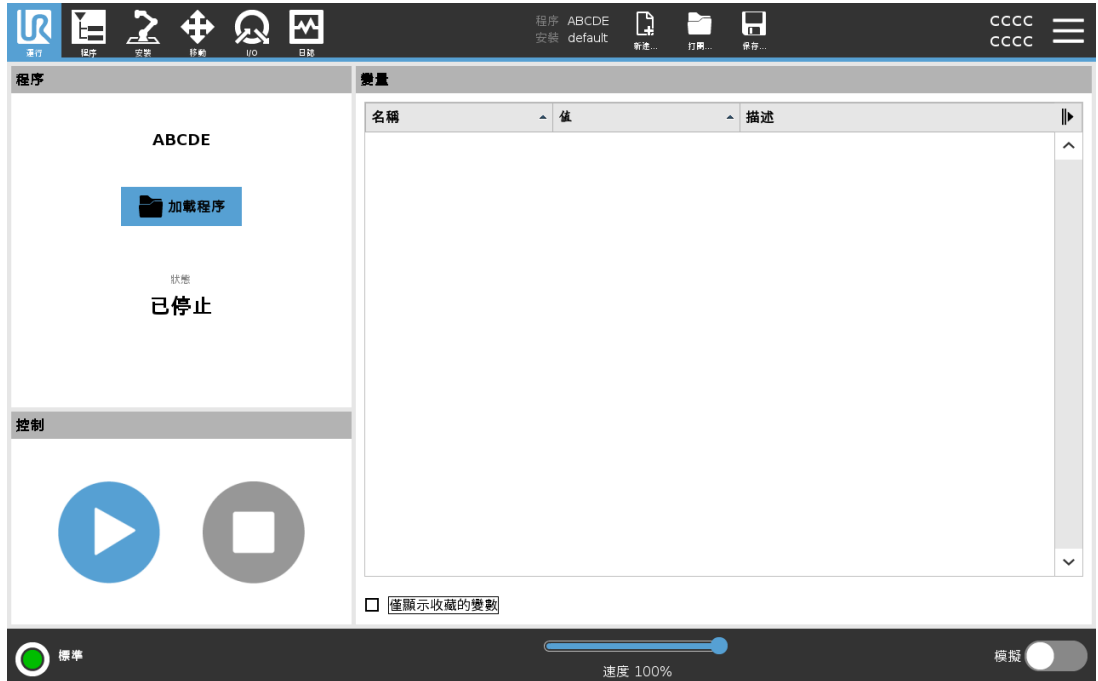 程序 ABCDE
安裝 default
運行 程序 安裝 移動 I/O 日誌
新建... 打開... 保存...
CCCC
CCCC
程序
變量
ABCDE
加載程序
狀態
已停止
名稱 值 描述
控制
僅顯示收藏的變數
標準
速度 100%
模擬